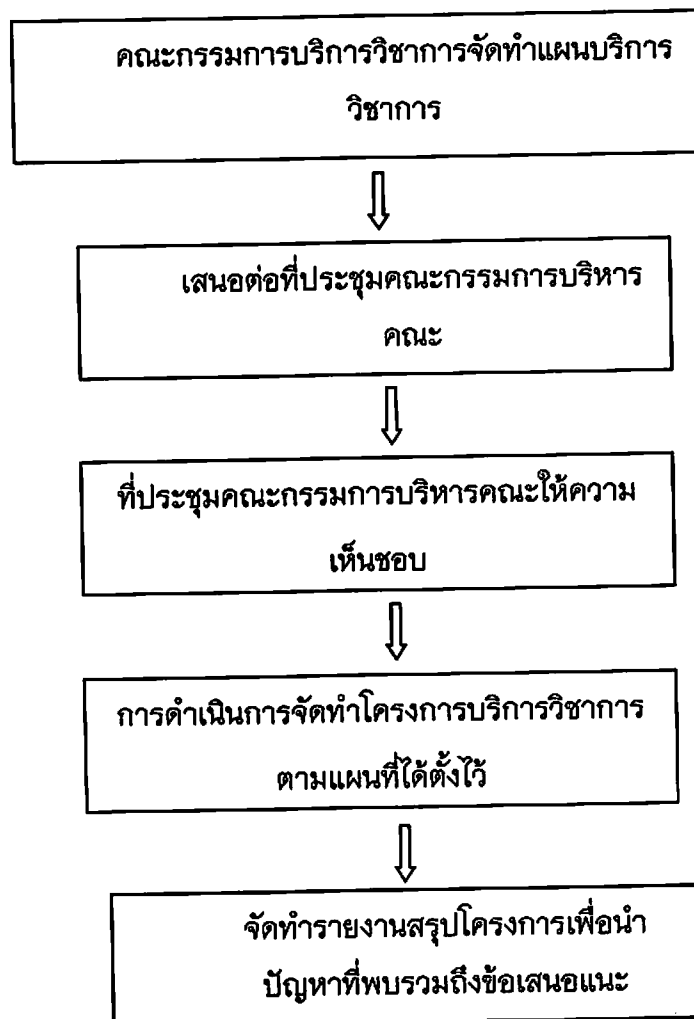 คณะกรรมการบริการวิชาการจัดทำแผนบริการ
วิชาการ
เสนอต่อที่ประชุมคณะกรรมการบริหาร
คณะ
ที่ประชุมคณะกรรมการบริหารคณะให้ความ
เห็นชอบ
การดำเนินการจัดทำโครงการบริการวิชาการ
ตามแผนที่ได้ตั้งไว้
จัดทำรายงานสรุปโครงการเพื่อนำ
ปัญหาที่พบรวมถึงข้อเสนอแนะ